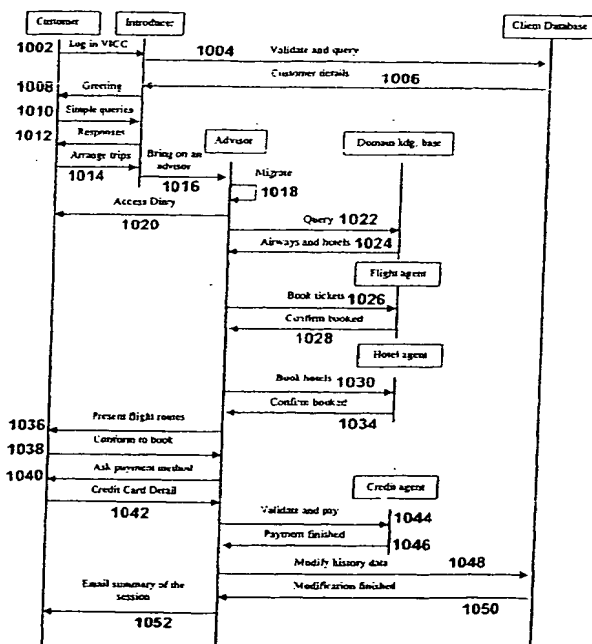 Customer
Introducer
Client Database
1002 Log in VICC
1004 Validate and query
Customer details
1006
1008 Greeting
1010 Simple queries
1012 Responses
Arrange trips
1014
Bring on an
advisor
1016
Advisor
Domain kdg. base
Migrate
1018
Access Diary
1020
Query 1022
Airways and hotels 1024
Flight agent
Book tickets 1026
Confirm booked
1028
Hotel agent
Book hotels 1030
Confirm booked
1034
1036 Present flight routes
1038 Conform to book
1040 Ask payment method
Credit Card Detail
1042
Credit agent
Validate and pay 1044
Payment finished 1046
Modify history data 1048
Modification finished
1050
Email summary of the
session
1052